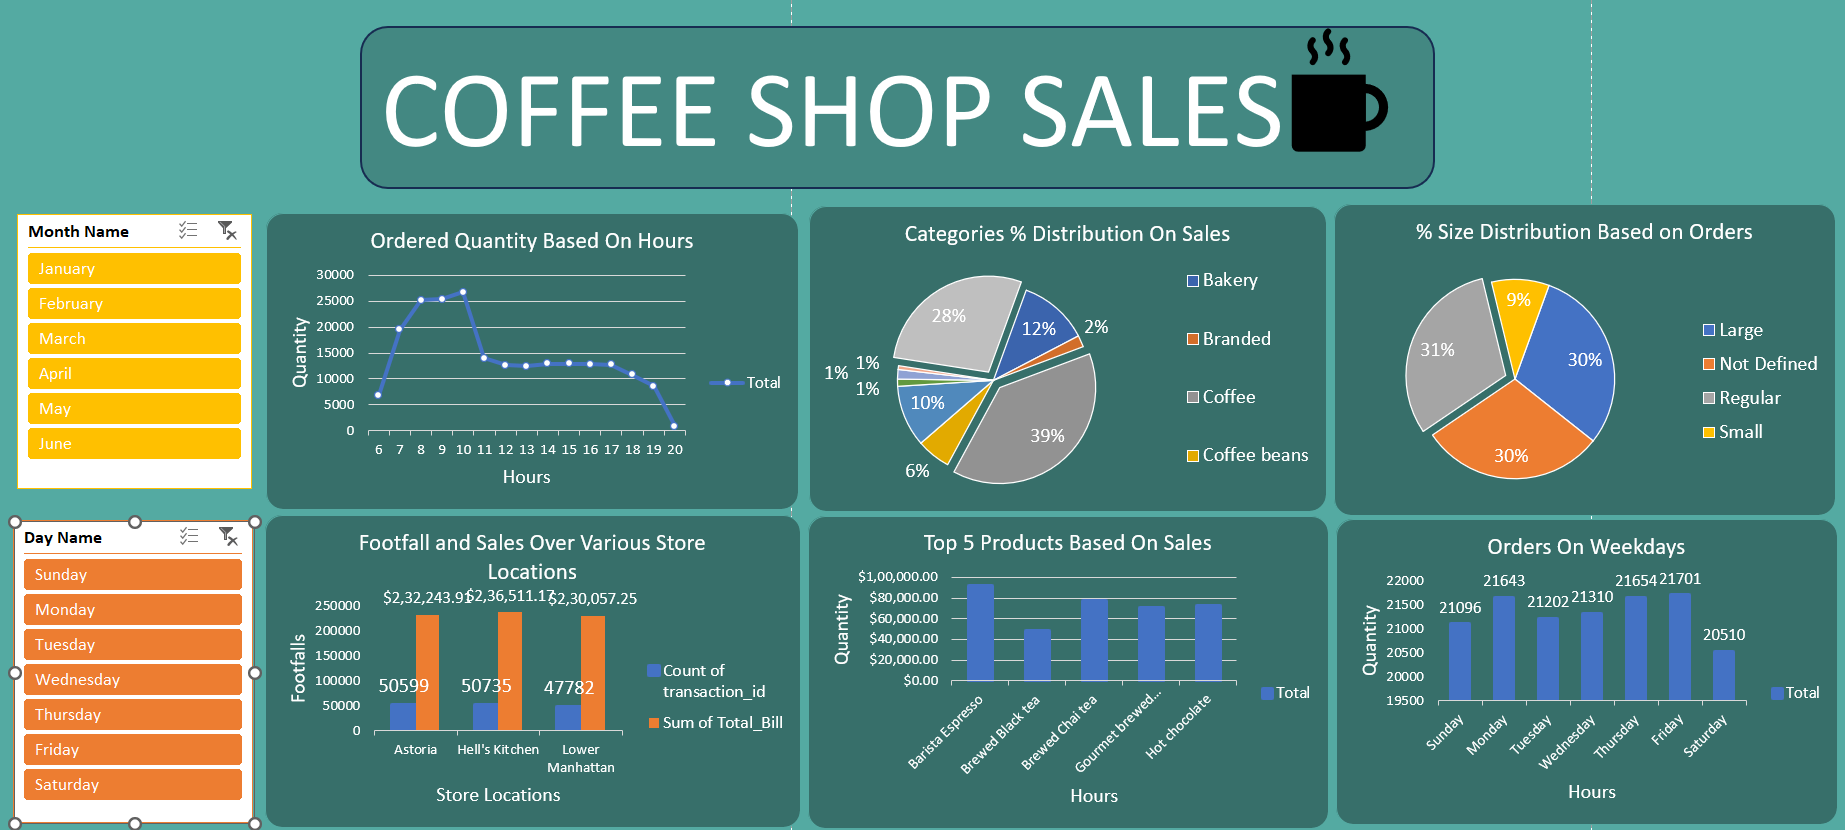 COFFEE SHOP SALES
Month Name
January
February
March
April
May
June
Day Name
Sunday
Monday
Tuesday
Wednesday
Thursday
Friday
Saturday
Ordered Quantity Based On Hours
Quantity
30000
25000
20000
15000
10000
5000
0
6 7 8 9 10 11 12 13 14 15 16 17 18 19 20
Hours
Total
Categories % Distribution On Sales
28%
12%
2%
39%
6%
10%
1%
1%
1%
Bakery
Branded
Coffee
Coffee beans
% Size Distribution Based on Orders
9%
30%
30%
31%
Large
Not Defined
Regular
Small
Footfall and Sales Over Various Store
Locations
Footfalls
250000
200000
150000
100000
50000
0
$2,32,243.91
$2,36,511.17
$2,30,057.25
50599
50735
47782
Astoria
Hell's Kitchen
Lower
Manhattan
Store Locations
Count of
transaction_id
Sum of Total_Bill
Top 5 Products Based On Sales
Quantity
$1,00,000.00
$80,000.00
$60,000.00
$40,000.00
$20,000.00
$0.00
Barista Espresso
Brewed Black tea
Brewed Chai tea
Gourmet brewed...
Hot chocolate
Hours
Total
Orders On Weekdays
Quantity
22000
21500
21000
20500
20000
19500
21096
21643
21202
21310
21654
21701
20510
Sunday
Monday
Tuesday
Wednesday
Thursday
Friday
Saturday
Hours
Total